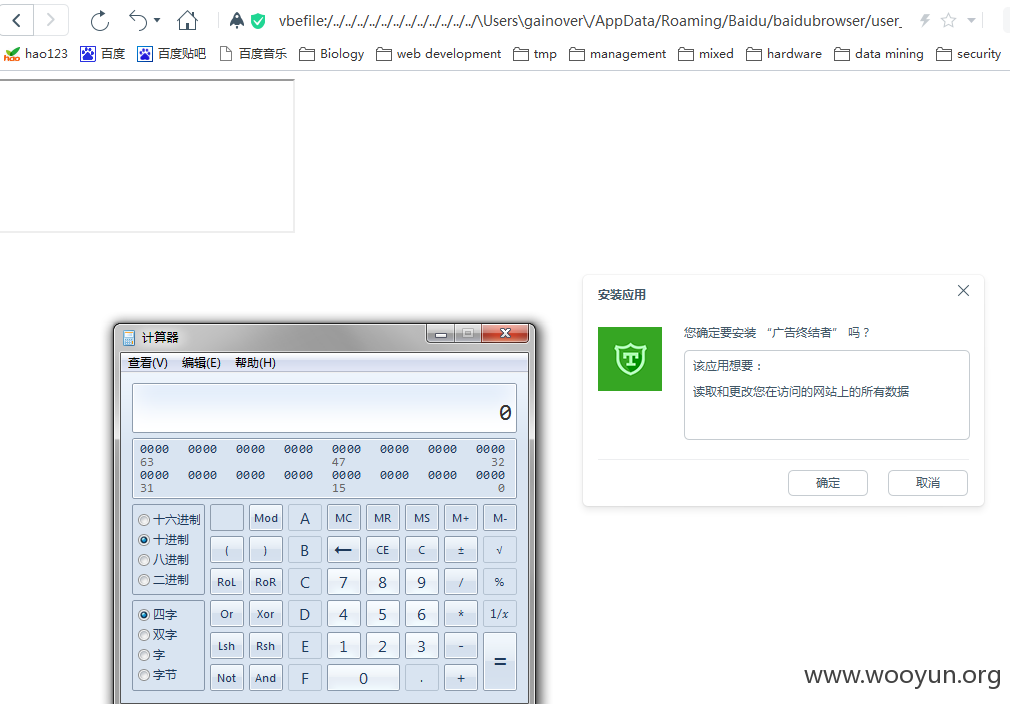 vbefile:/../../../../../../../../../../../../\Users\gainover\/AppData/Roaming/Baidu/baidubrowser/user_
hao123 百度 百度贴吧 百度音乐 Biology web development tmp management mixed hardware data mining security
安装应用
您确定要安装 “广告终结者” 吗？
该应用想要：
读取和更改您在访问的网站上的所有数据
确定 取消
计算器
查看(V) 编辑(E) 帮助(H)
0
0000 0000 0000 0000 0000 0000 0000 0000
63 47 32
0000 0000 0000 0000 0000 0000 0000 0000
31 15 0
十六进制
十进制
八进制
二进制
四字
双字
字
字节
Mod A MC MR MS M+ M-
( ) B ← CE C ± √
RoL RoR C 7 8 9 / %
Or Xor D 4 5 6 * 1/x
Lsh Rsh E 1 2 3 - =
Not And F 0 . +
www.wooyun.org